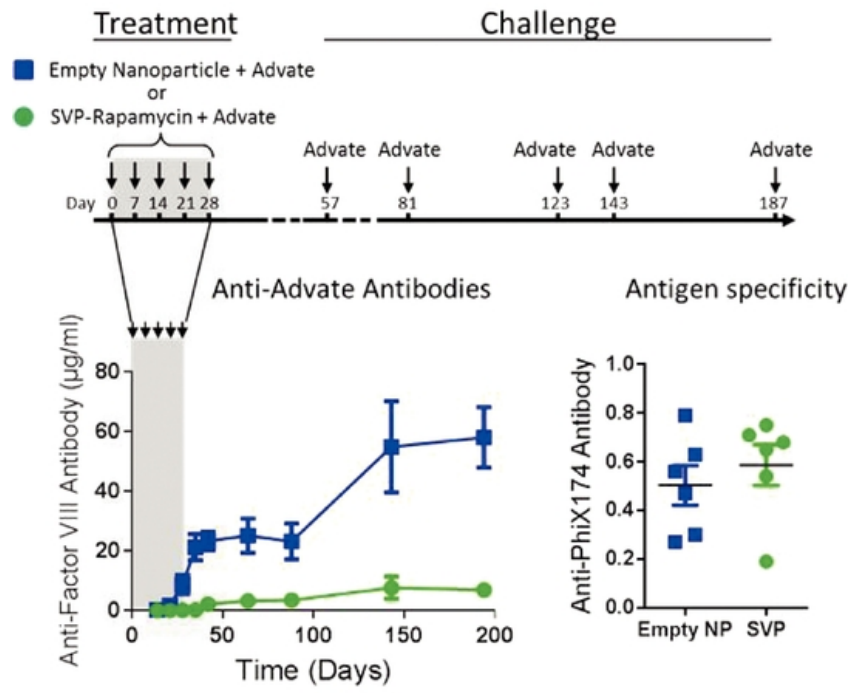 Treatment
Challenge
Empty Nanoparticle + Advate
or
SVP-Rapamycin + Advate
Advate Advate Advate Advate Advate
Day 0 7 14 21 28 57 81 123 143 187
Anti-Advate Antibodies
Anti-Factor VIII Antibody (µg/ml)
80
60
40
20
0
0 50 100 150 200
Time (Days)
Antigen specificity
Anti-PhiX174 Antibody
1.0
0.8
0.6
0.4
0.2
0.0
Empty NP SVP